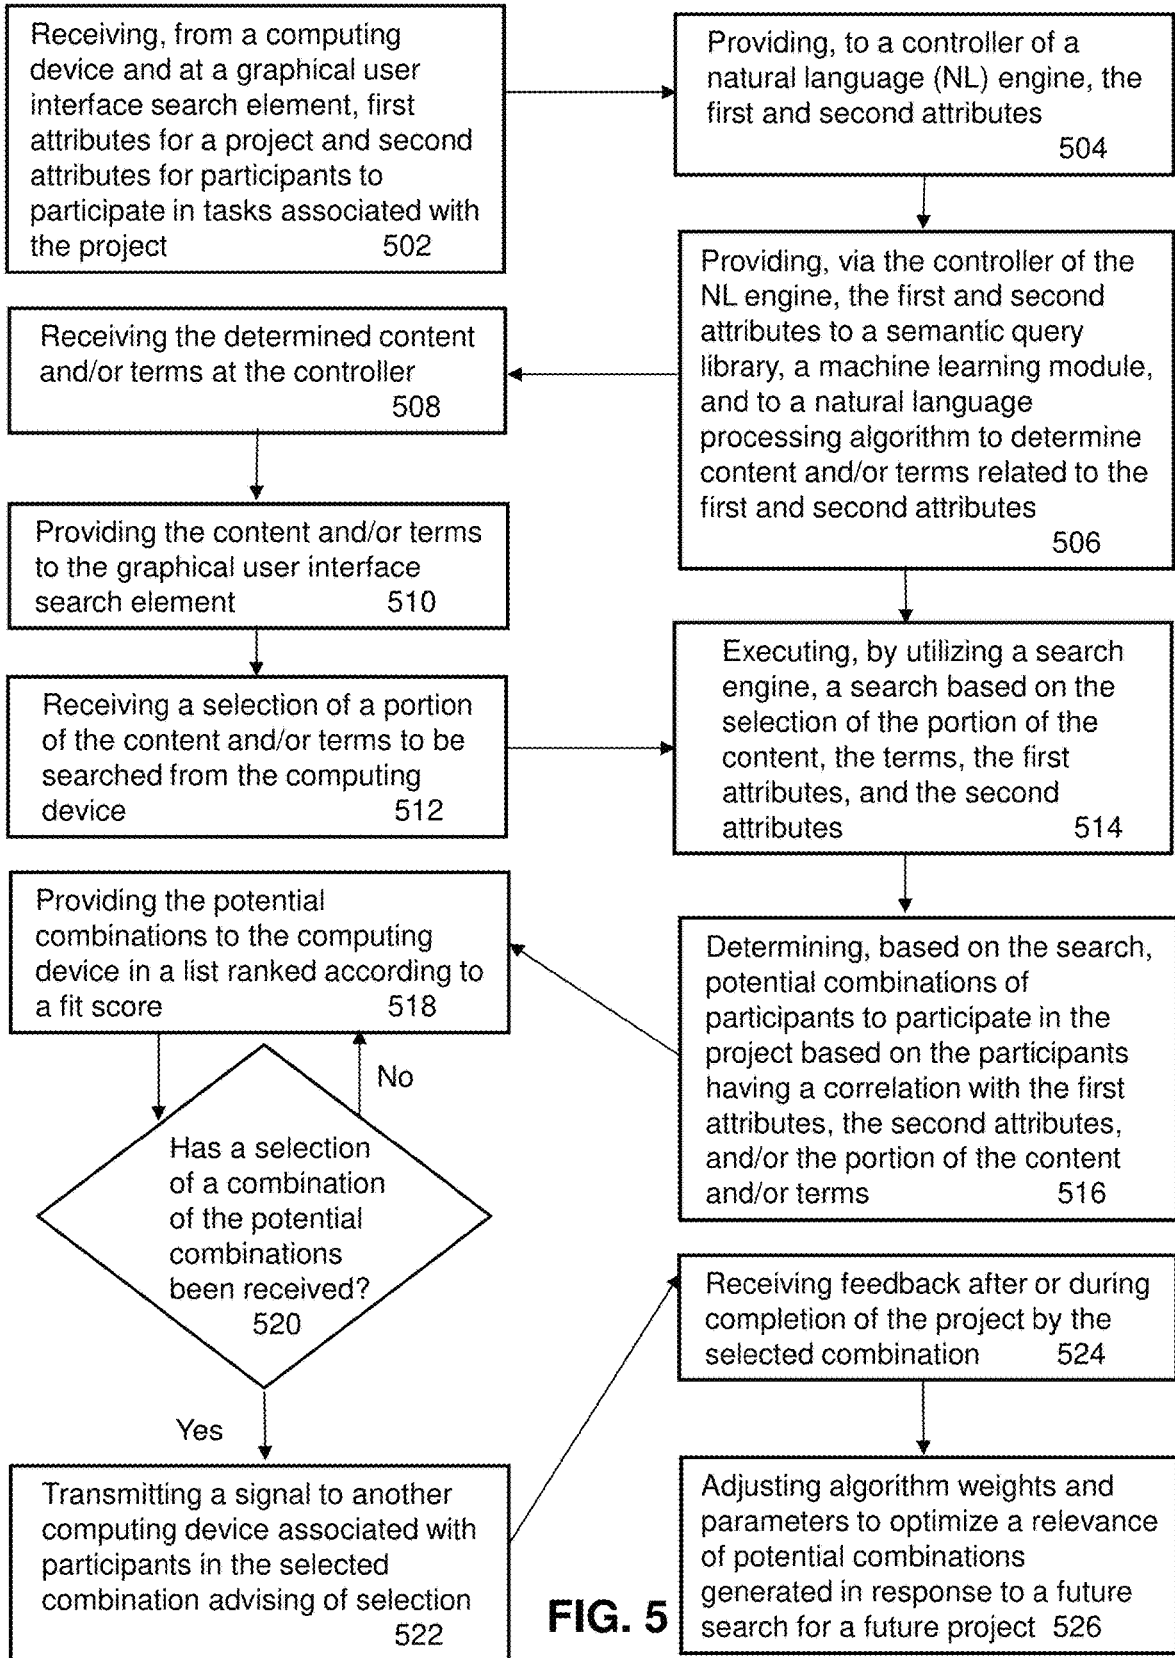 Receiving, from a computing
device and at a graphical user
interface search element, first
attributes for a project and second
attributes for participants to
participate in tasks associated with
the project 502
Providing, to a controller of a
natural language (NL) engine, the
first and second attributes
504
Providing, via the controller of the
NL engine, the first and second
attributes to a semantic query
library, a machine learning module,
and to a natural language
processing algorithm to determine
content and/or terms related to the
first and second attributes
506
Receiving the determined content
and/or terms at the controller
508
Providing the content and/or terms
to the graphical user interface
search element 510
Receiving a selection of a portion
of the content and/or terms to be
searched from the computing
device 512
Executing, by utilizing a search
engine, a search based on the
selection of the portion of the
content, the terms, the first
attributes, and the second
attributes 514
Determining, based on the search,
potential combinations of
participants to participate in the
project based on the participants
having a correlation with the first
attributes, the second attributes,
and/or the portion of the content
and/or terms 516
Providing the potential
combinations to the computing
device in a list ranked according to
a fit score 518
No
Has a selection
of a combination
of the potential
combinations
been received?
520
Yes
Transmitting a signal to another
computing device associated with
participants in the selected
combination advising of selection
522
Receiving feedback after or during
completion of the project by the
selected combination 524
Adjusting algorithm weights and
parameters to optimize a relevance
of potential combinations
generated in response to a future
search for a future project 526
FIG. 5